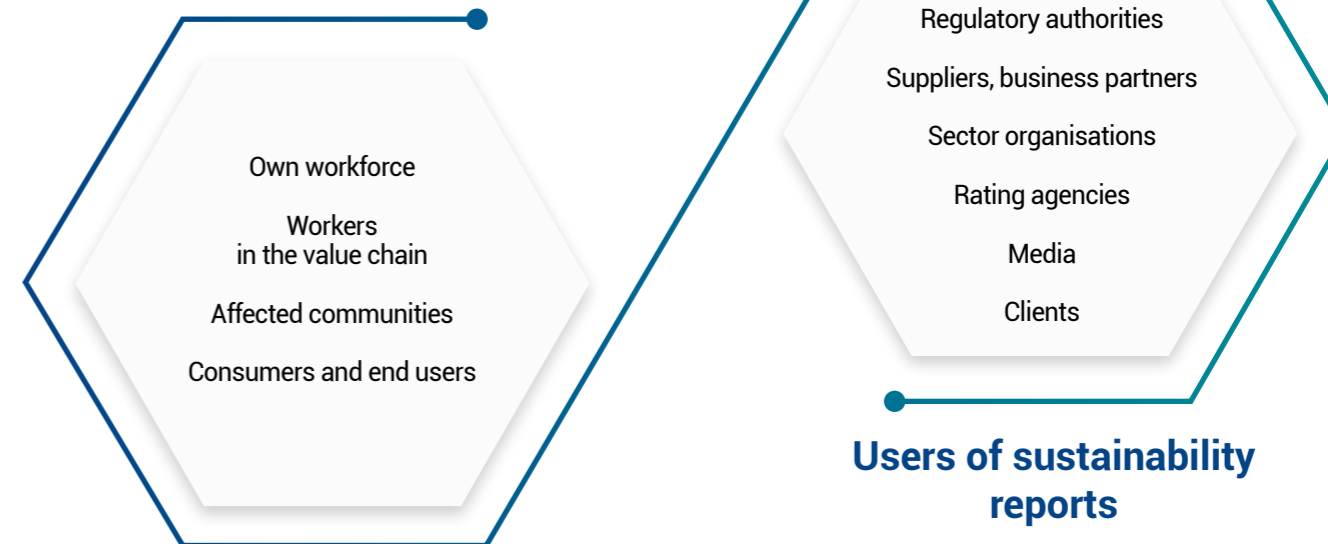 Own workforce
Workers
in the value chain
Affected communities
Consumers and end users
Regulatory authorities
Suppliers, business partners
Sector organisations
Rating agencies
Media
Clients
Users of sustainability
reports